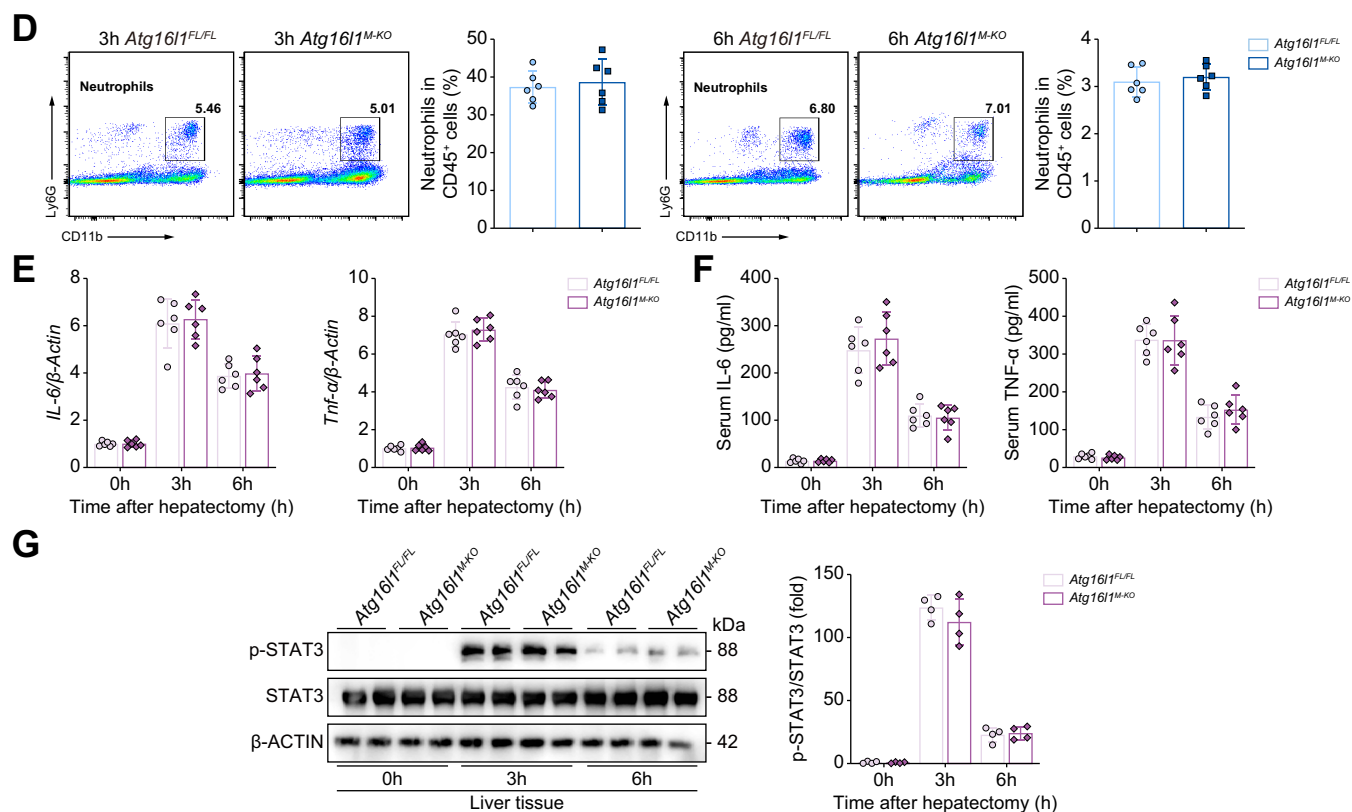 D
3h Atg16l1FL/FL
3h Atg16l1M-KO
Neutrophils
5.46
5.01
Ly6G
CD11b
Neutrophils in
CD45+ cells (%)
50
40
30
20
10
0
6h Atg16l1FL/FL
6h Atg16l1M-KO
Neutrophils
6.80
7.01
Ly6G
CD11b
Neutrophils in
CD45+ cells (%)
4
3
2
1
0
Atg16l1FL/FL
Atg16l1M-KO
E
IL-6/β-Actin
8
6
4
2
0
0h 3h 6h
Time after hepatectomy (h)
Tnf-α/β-Actin
10
8
6
4
2
0
0h 3h 6h
Time after hepatectomy (h)
Atg16l1FL/FL
Atg16l1M-KO
F
Serum IL-6 (pg/ml)
400
300
200
100
0
0h 3h 6h
Time after hepatectomy (h)
Serum TNF-α (pg/ml)
500
400
300
200
100
0
0h 3h 6h
Time after hepatectomy (h)
Atg16l1FL/FL
Atg16l1M-KO
G
Atg16l1FL/FL Atg16l1M-KO Atg16l1FL/FL Atg16l1M-KO Atg16l1FL/FL Atg16l1M-KO
kDa
p-STAT3 88
STAT3 88
β-ACTIN 42
0h 3h 6h
Liver tissue
p-STAT3/STAT3 (fold)
150
100
50
0
0h 3h 6h
Time after hepatectomy (h)
Atg16l1FL/FL
Atg16l1M-KO